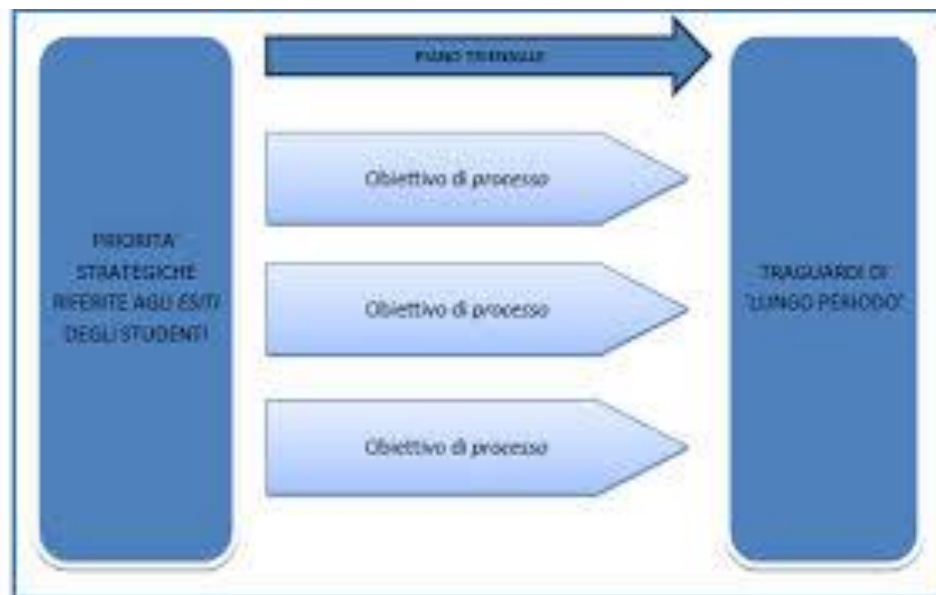 PIANO TRIENNALE
Obiettivo di processo
PRIORITA'
STRATEGICHE
RIFERITE AGLI ESITI
DEGLI STUDENTI
Obiettivo di processo
TRAGUARDI DI
"LUNGO PERIODO"
Obiettivo di processo